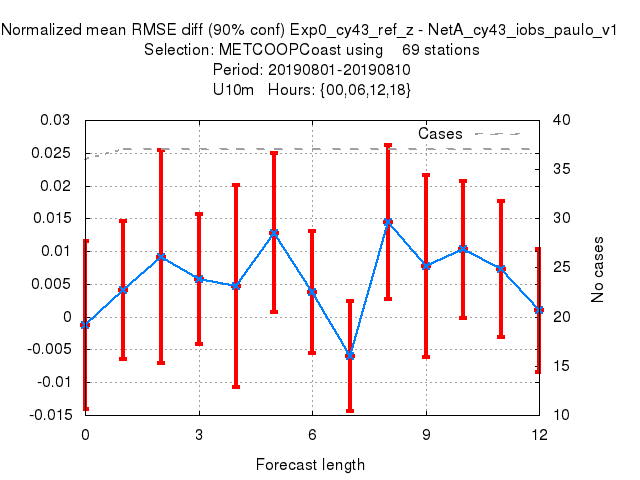 Normalized mean RMSE diff (90% conf) Exp0_cy43_ref_z - NetA_cy43_iobs_paulo_v1
Selection: METCOOPCoast using 69 stations
Period: 20190801-20190810
U10m Hours: {00,06,12,18}
0.03
0.025
0.02
0.015
0.01
0.005
0
-0.005
-0.01
-0.015
Cases
40
35
30
25
20
15
10
No cases
0 3 6 9 12
Forecast length